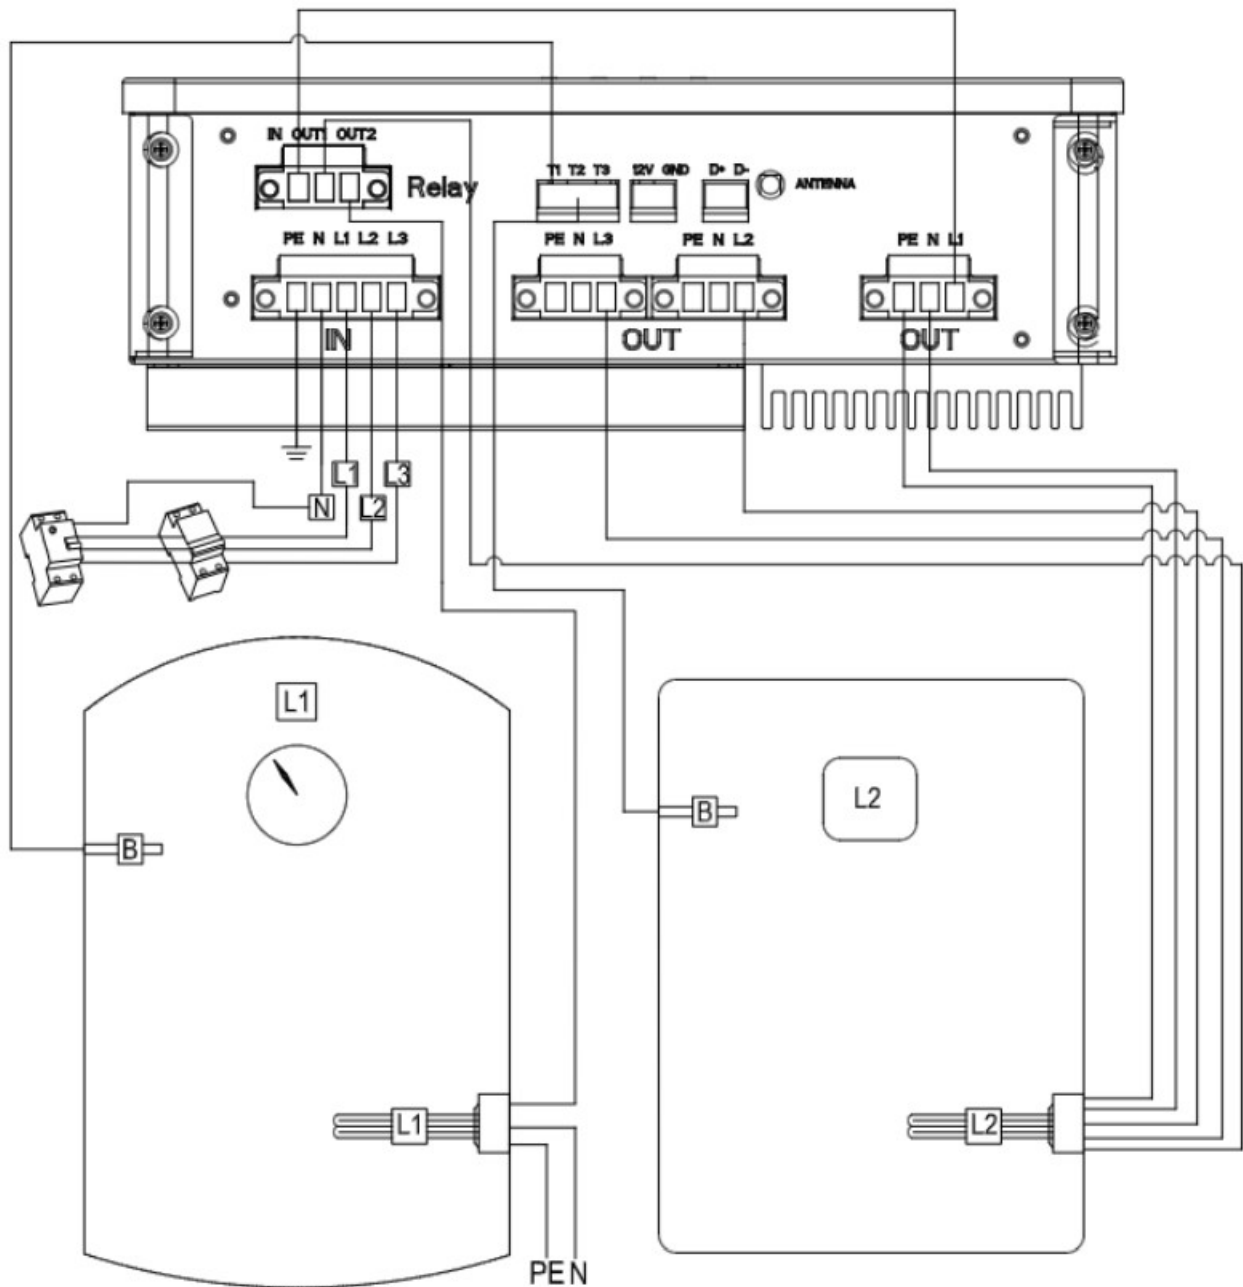 IN OUT1 OUT2
Relay
T1 T2 T3
12V GND
D+ D-
ANTENNA
PE N L1 L2 L3
PE N L3
PE N L2
PE N L1
IN
OUT
OUT
L1
L3
N
L2
L1
L2
B
B
L1
L2
PE N